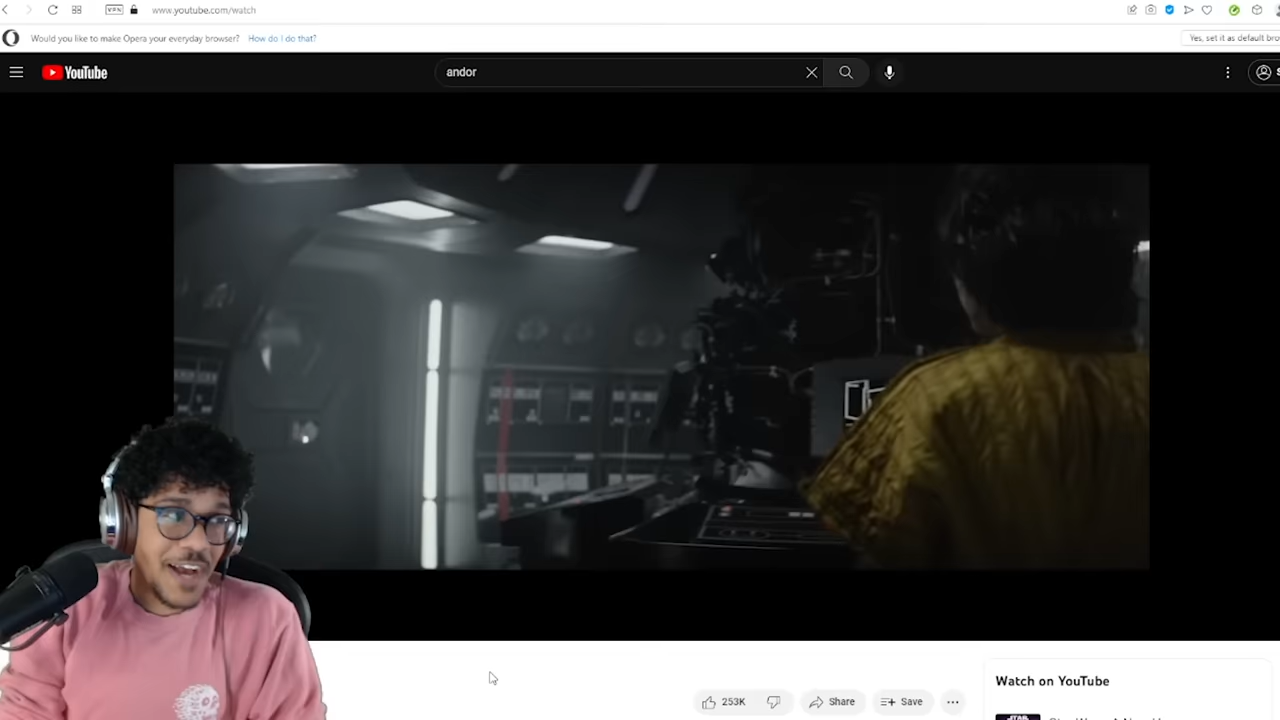 VPN
www.youtube.com/watch
Would you like to make Opera your everyday browser? How do I do that?
Yes, set it as default bro
YouTube
andor
253K
Share
Save
Watch on YouTube